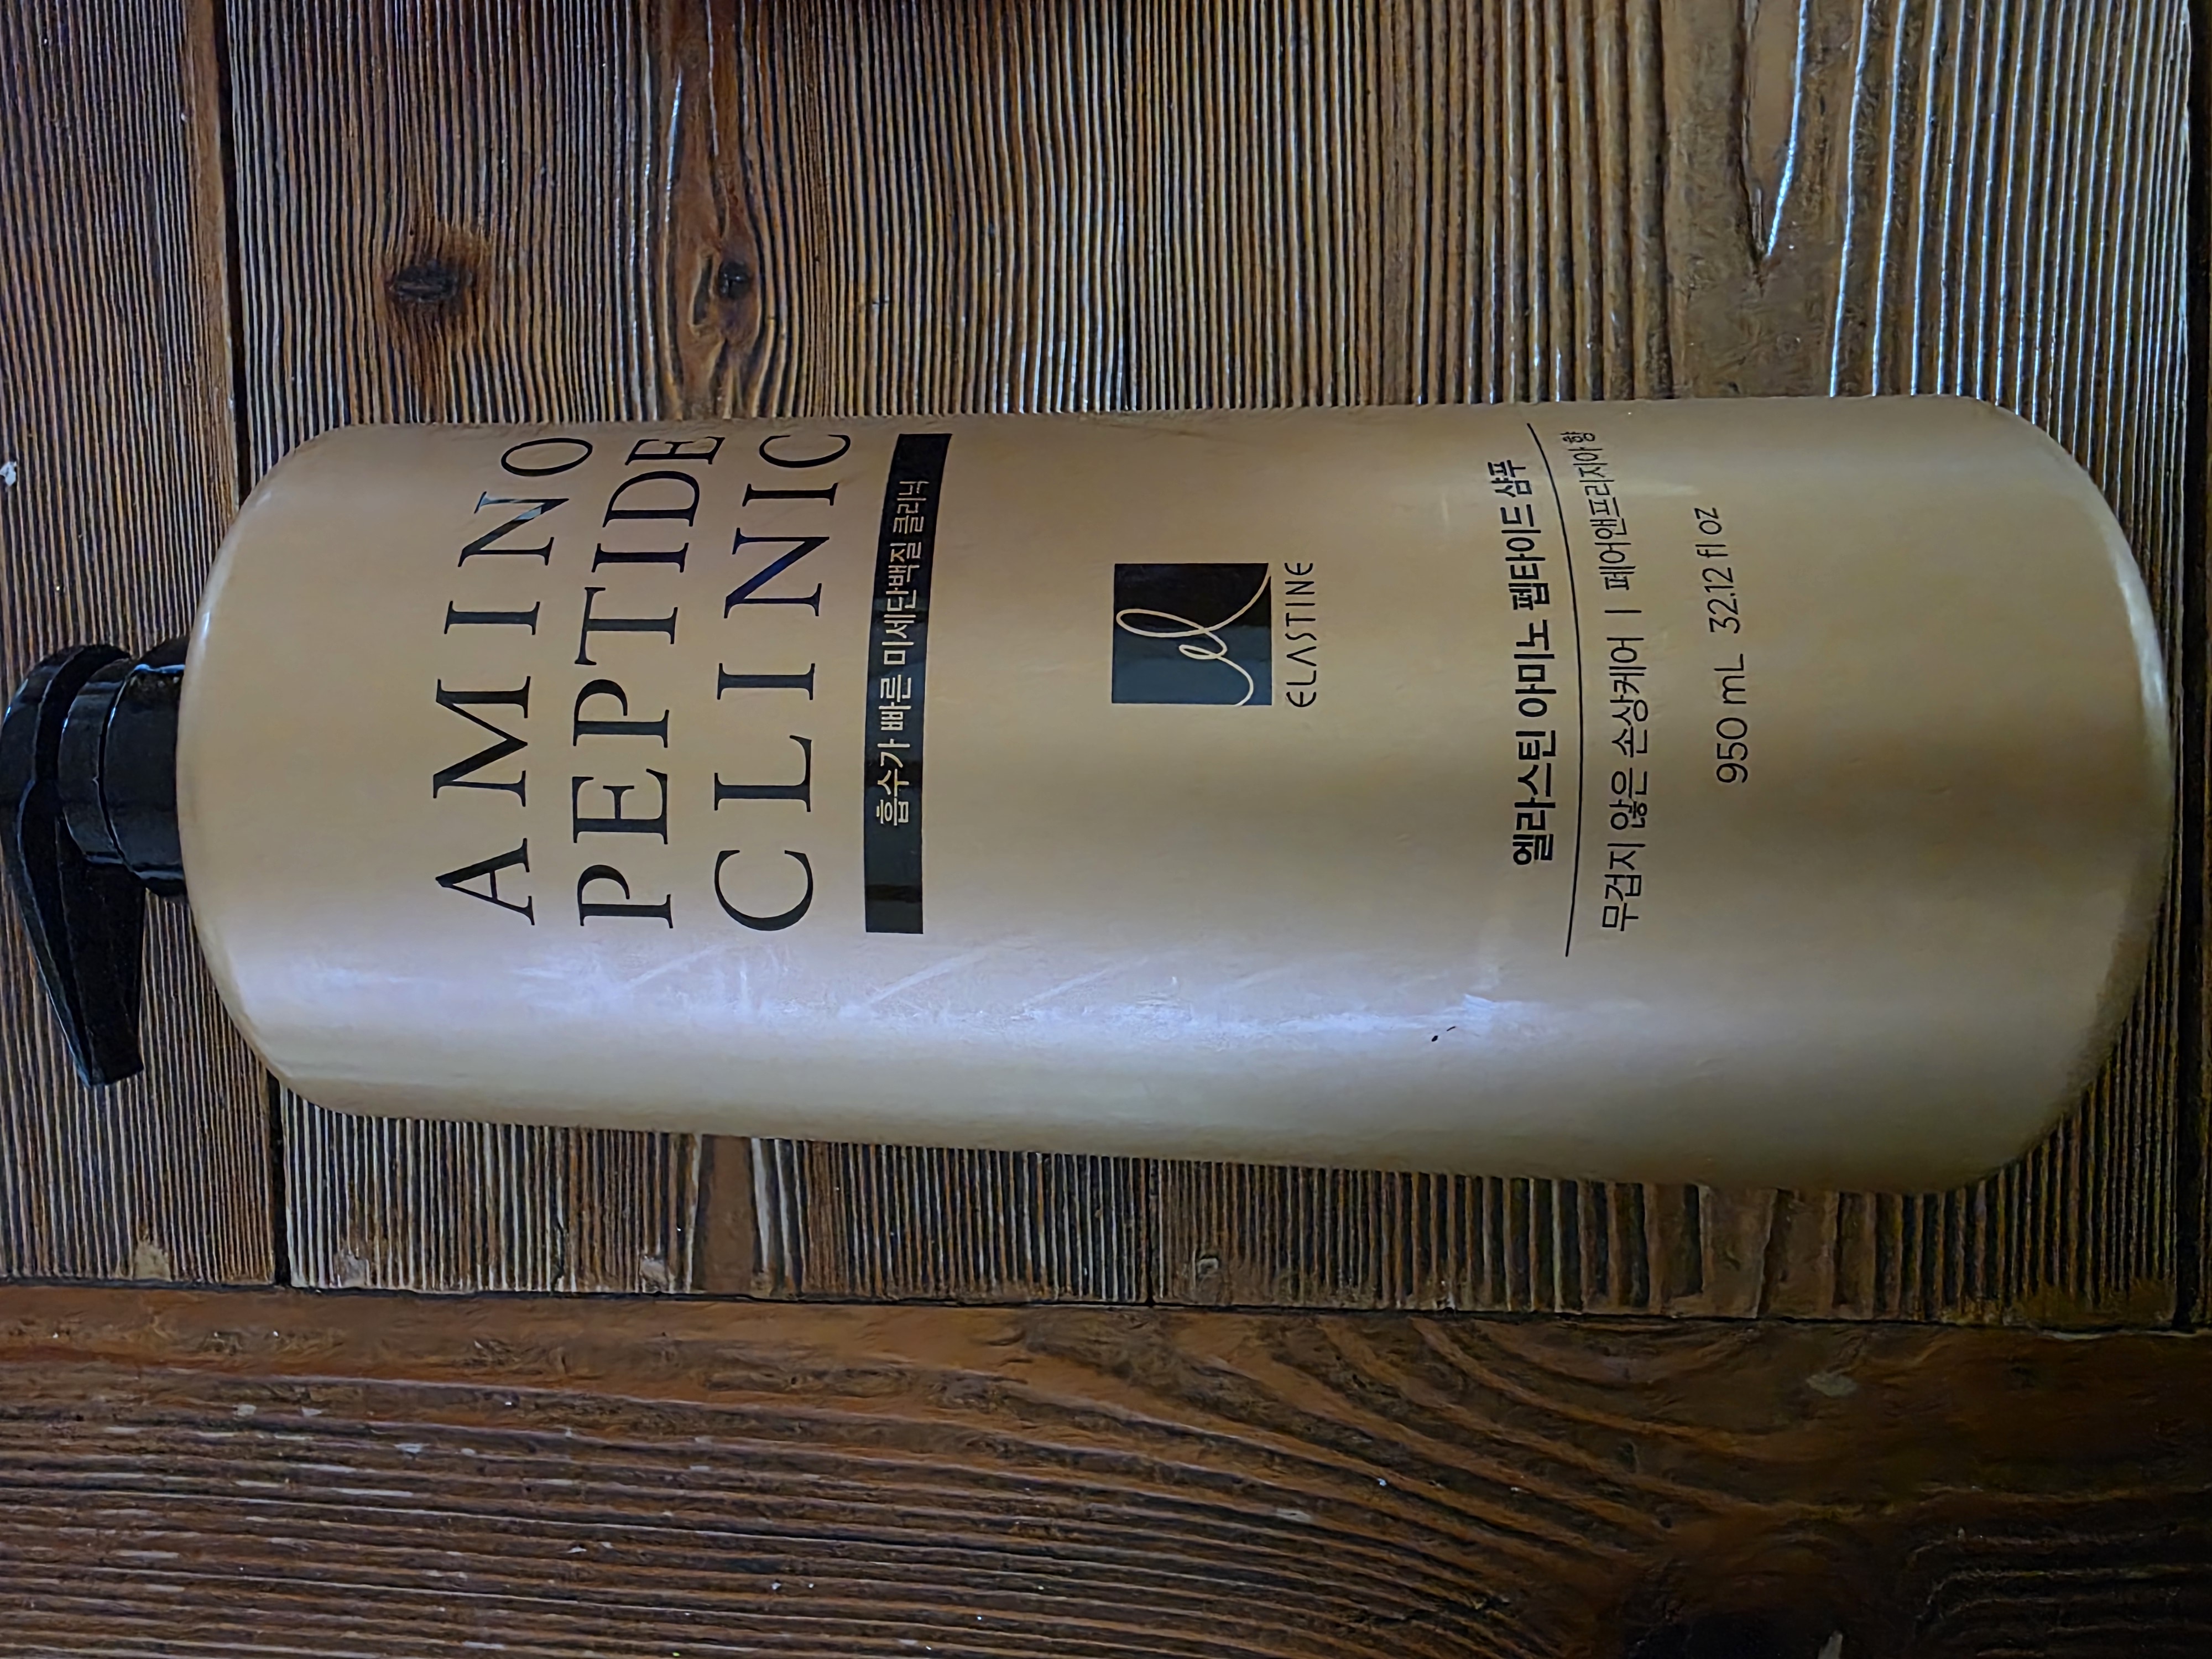 AMINO
PEPTIDE
CLINIC
흡수가 빠른 미세단백질 클리닉
el
ELASTINE
엘라스틴 아미노 펩타이드 샴푸
무겁지 않은 손상케어 | 페어앤프리지아 향
950 mL 32.12 fl oz